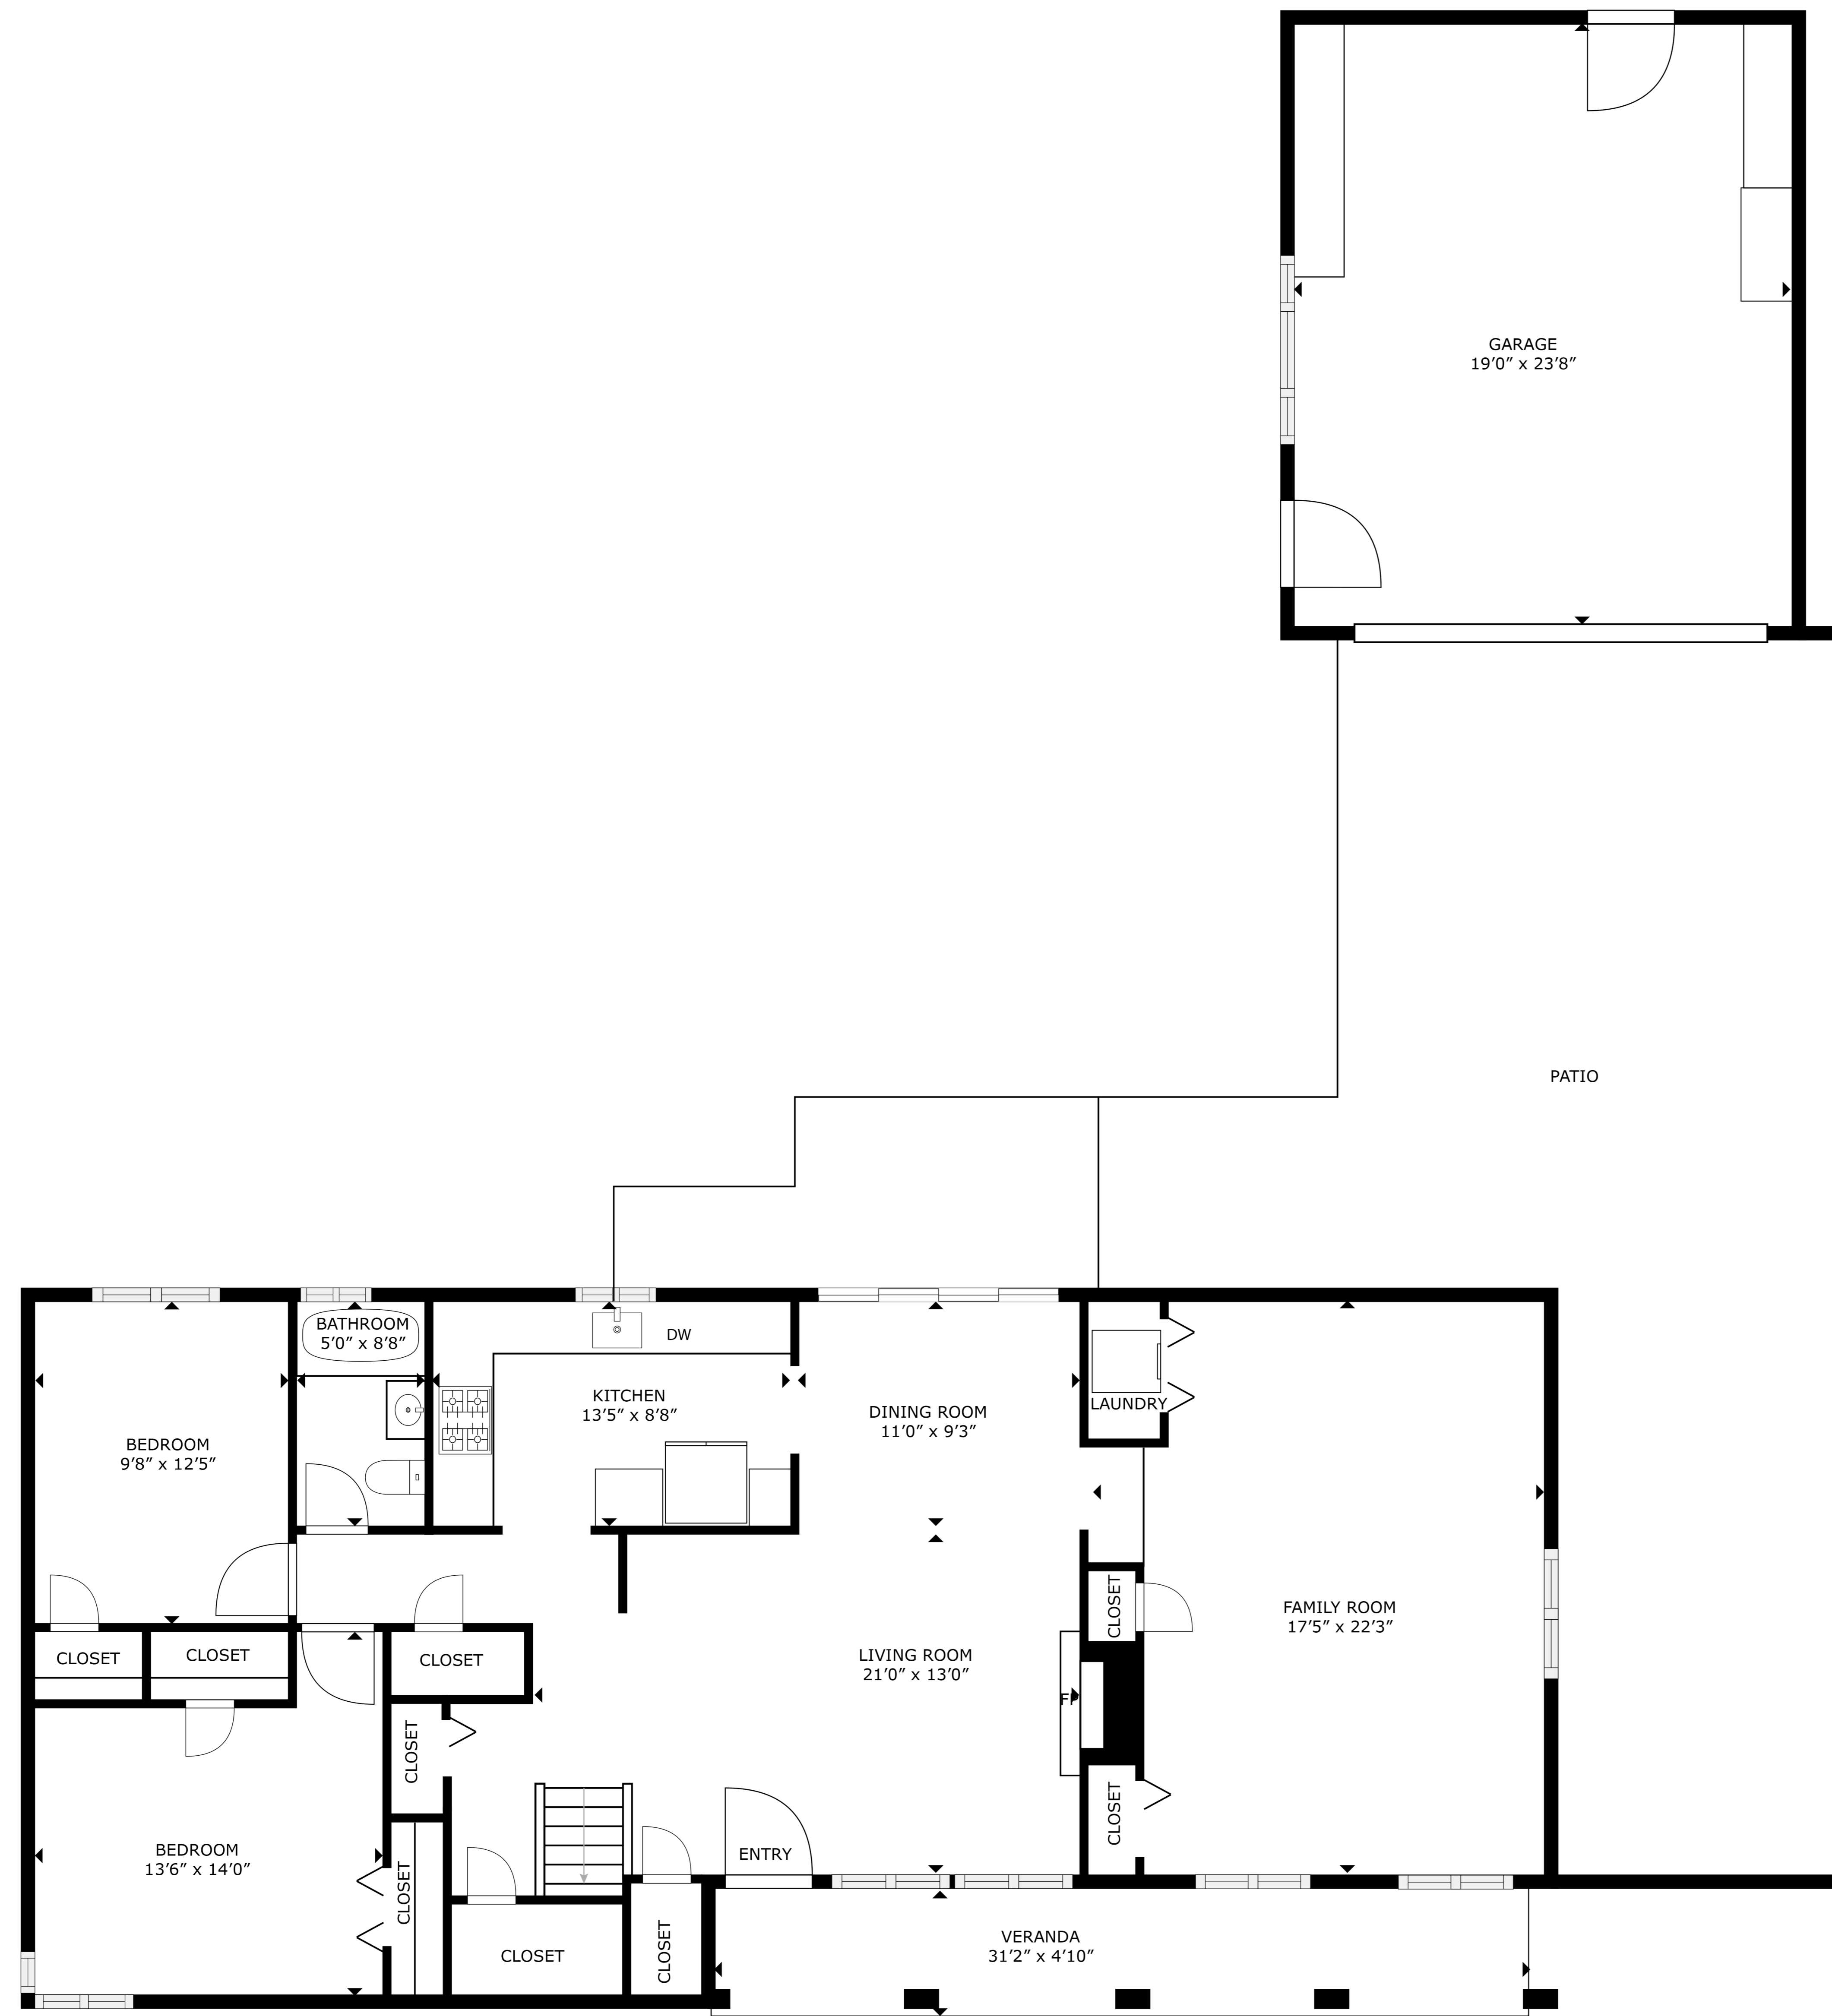 GARAGE
19’0” x 23’8”
PATIO
BATHROOM
5’0” x 8’8”
DW
KITCHEN
13’5” x 8’8”
LAUNDRY
DINING ROOM
11’0” x 9’3”
BEDROOM
9’8” x 12’5”
CLOSET
FAMILY ROOM
17’5” x 22’3”
CLOSET
CLOSET
CLOSET
LIVING ROOM
21’0” x 13’0”
FP
CLOSET
CLOSET
BEDROOM
13’6” x 14’0”
ENTRY
CLOSET
CLOSET
CLOSET
VERANDA
31’2” x 4’10”